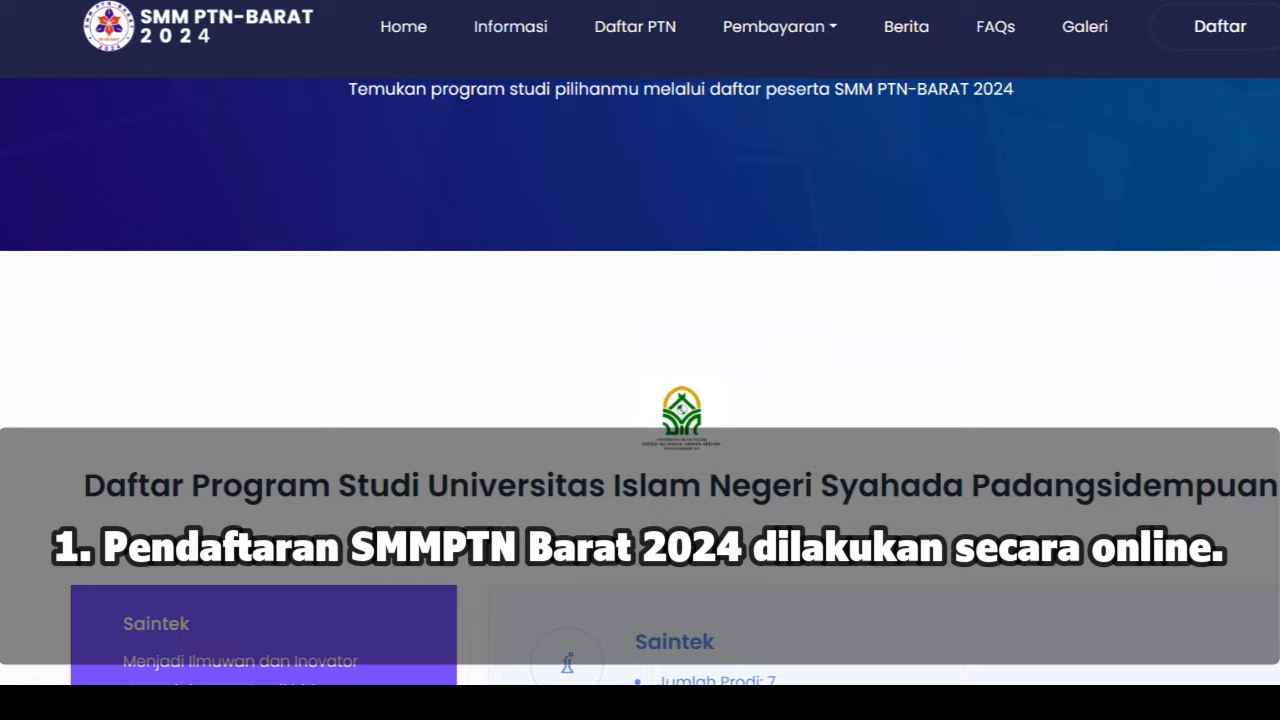 SMM PTN-BARAT
2024
Home
Informasi
Daftar PTN
Pembayaran
Berita
FAQs
Galeri
Daftar
Temukan program studi pilihanmu melalui daftar peserta SMM PTN-BARAT 2024
Daftar Program Studi Universitas Islam Negeri Syahada Padangsidempuan
1. Pendaftaran SMMPTN Barat 2024 dilakukan secara online.
Saintek
Menjadi Ilmuwan dan Inovator
Saintek
Jumlah Prodi: 7